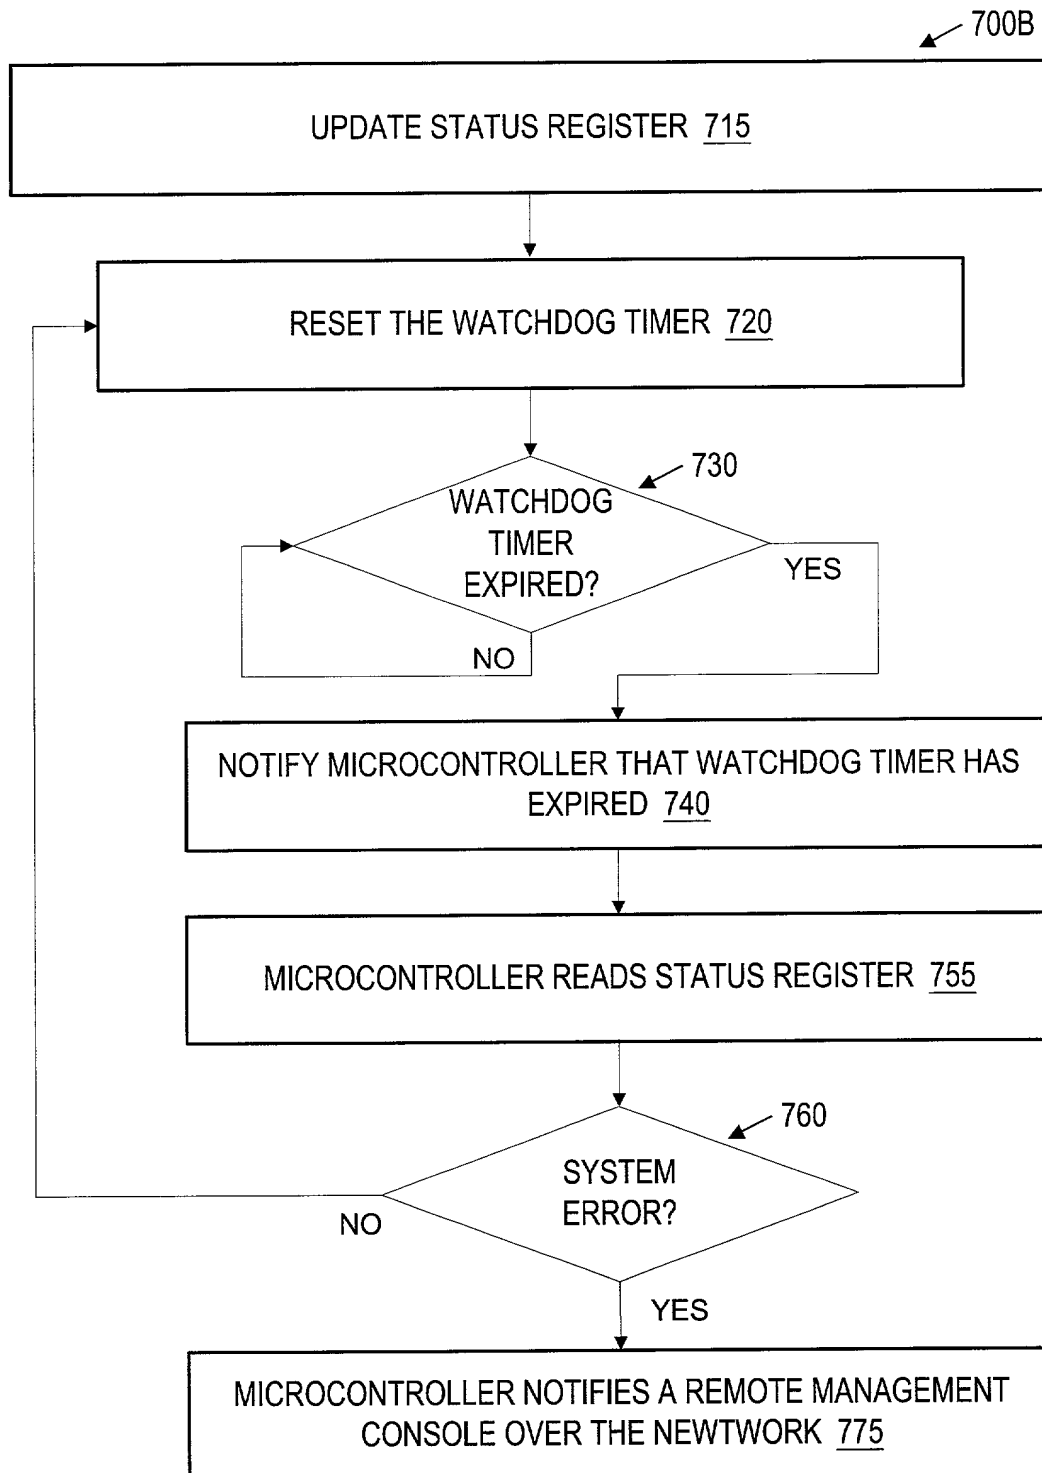 700B
UPDATE STATUS REGISTER 715
RESET THE WATCHDOG TIMER 720
730
WATCHDOG
TIMER
EXPIRED?
YES
NO
NOTIFY MICROCONTROLLER THAT WATCHDOG TIMER HAS
EXPIRED 740
MICROCONTROLLER READS STATUS REGISTER 755
760
SYSTEM
ERROR?
NO
YES
MICROCONTROLLER NOTIFIES A REMOTE MANAGEMENT
CONSOLE OVER THE NEWTWORK 775